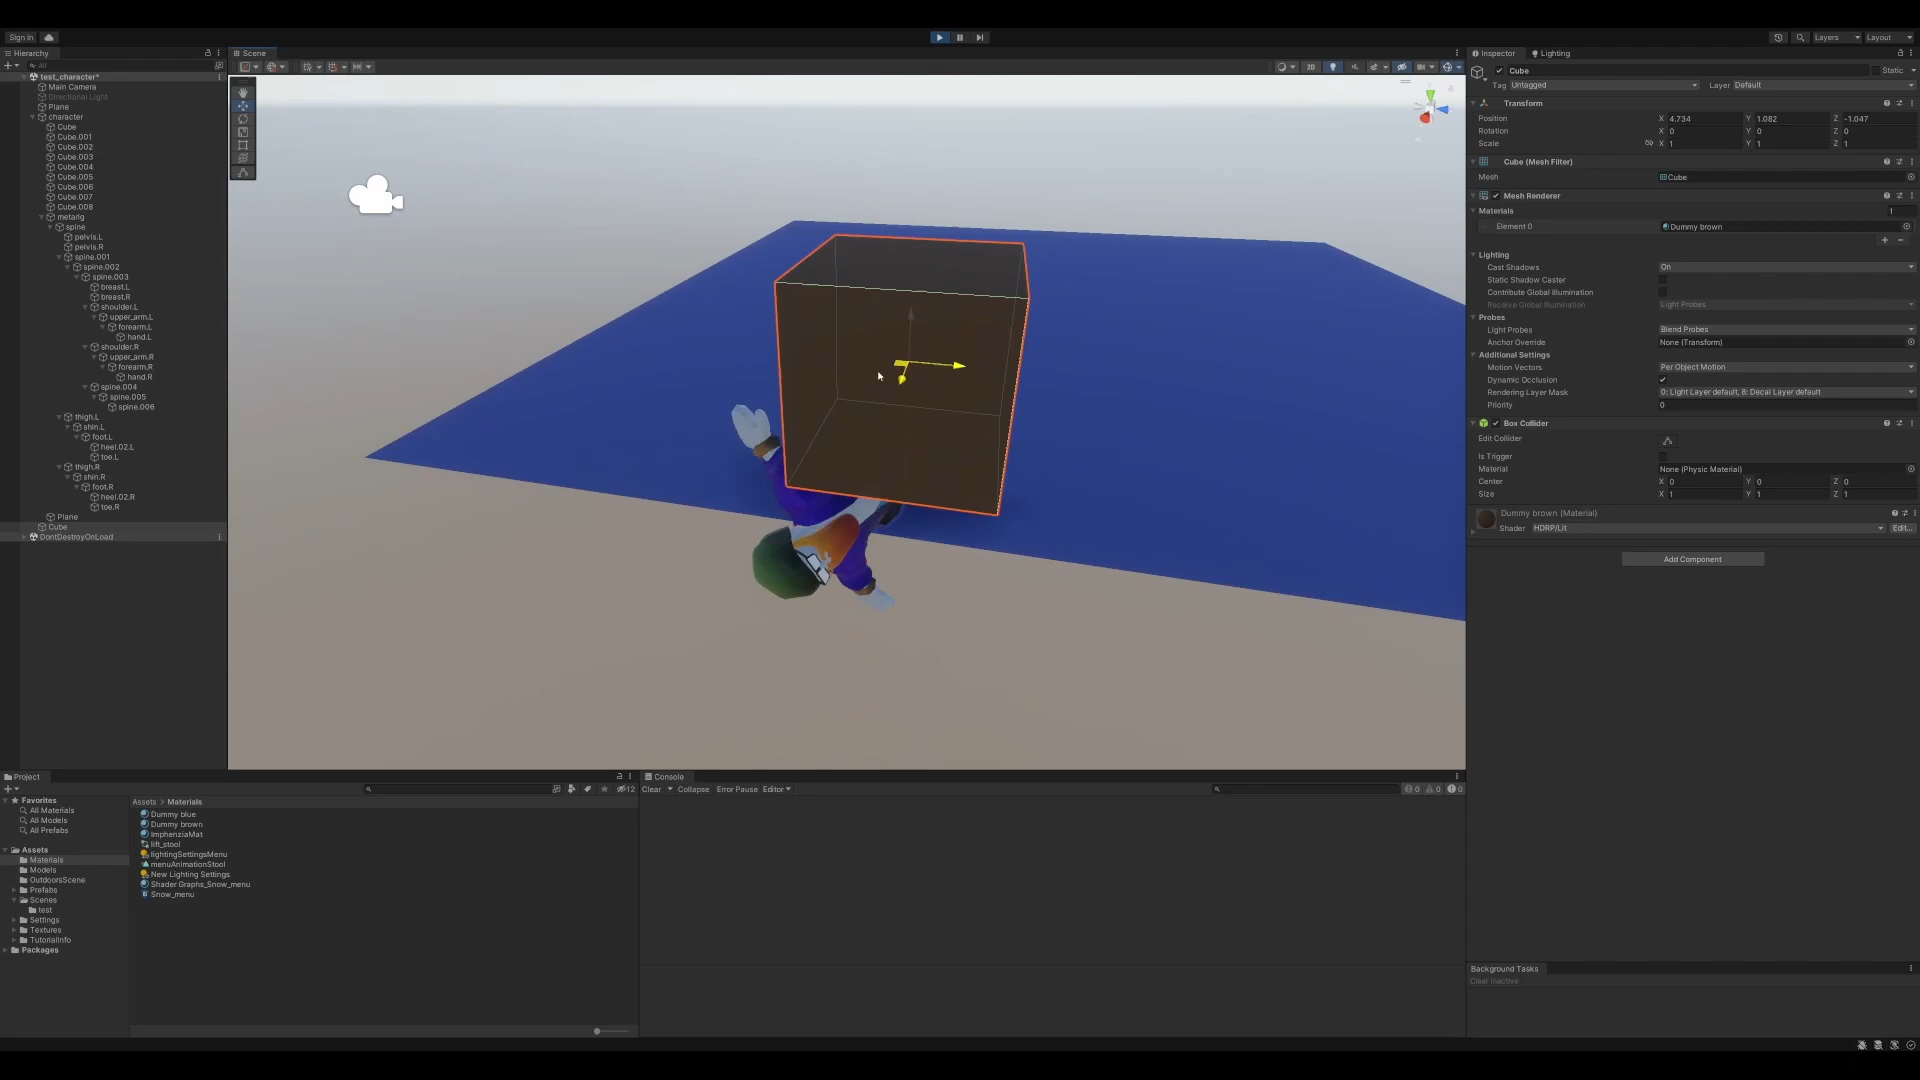 Sign in
Layers
Layout
Hierarchy
All
test_character*
Main Camera
Directional Light
Plane
character
Cube
Cube.001
Cube.002
Cube.003
Cube.004
Cube.005
Cube.006
Cube.007
Cube.008
metarig
spine
pelvis.L
pelvis.R
spine.001
spine.002
spine.003
breast.L
breast.R
shoulder.L
upper_arm.L
forearm.L
hand.L
shoulder.R
upper_arm.R
forearm.R
hand.R
spine.004
spine.005
spine.006
thigh.L
shin.L
foot.L
heel.02.L
toe.L
thigh.R
shin.R
foot.R
heel.02.R
toe.R
Plane
Cube
DontDestroyOnLoad
Scene
2D
Inspector Lighting
Cube Static
Tag Untagged Layer Default
Transform
Position X 4.734 Y 1.082 Z -1.047
Rotation X 0 Y 0 Z 0
Scale X 1 Y 1 Z 1
Cube (Mesh Filter)
Mesh Cube
Mesh Renderer
Materials 1
Element 0 Dummy brown
Lighting
Cast Shadows On
Static Shadow Caster
Contribute Global Illumination
Receive Global Illumination Light Probes
Probes
Light Probes Blend Probes
Anchor Override None (Transform)
Additional Settings
Motion Vectors Per Object Motion
Dynamic Occlusion
Rendering Layer Mask 0: Light Layer default, 8: Decal Layer default
Priority 0
Box Collider
Edit Collider
Is Trigger
Material None (Physic Material)
Center X 0 Y 0 Z 0
Size X 1 Y 1 Z 1
Dummy brown (Material)
Shader HDRP/Lit Edit...
Add Component
Background Tasks
Clear inactive
Project
12
Favorites
All Materials
All Models
All Prefabs
Assets
Materials
Models
OutdoorsScene
Prefabs
Scenes
test
Settings
Textures
TutorialInfo
Packages
Assets > Materials
Dummy blue
Dummy brown
ImphenziaMat
lift_stool
lightingSettingsMenu
menuAnimationStool
New Lighting Settings
Shader Graphs_Snow_menu
Snow_menu
Console
Clear Collapse Error Pause Editor
0 0 0